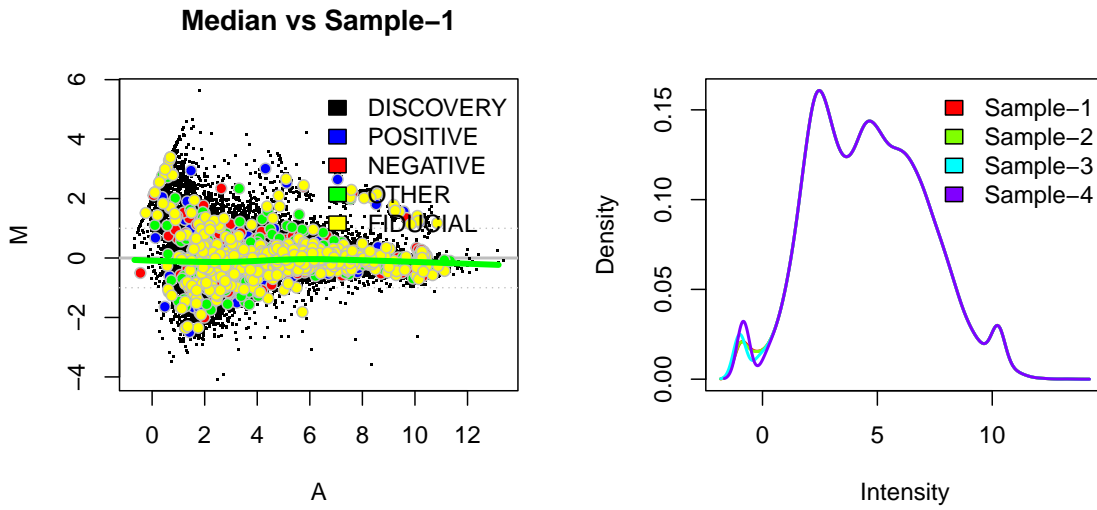 Median vs Sample−1
M
6
4
2
0
−2
−4
DISCOVERY
POSITIVE
NEGATIVE
OTHER
FIDUCIAL
0 2 4 6 8 10 12
A
Density
0.15
0.10
0.05
0.00
Sample−1
Sample−2
Sample−3
Sample−4
0 5 10
Intensity